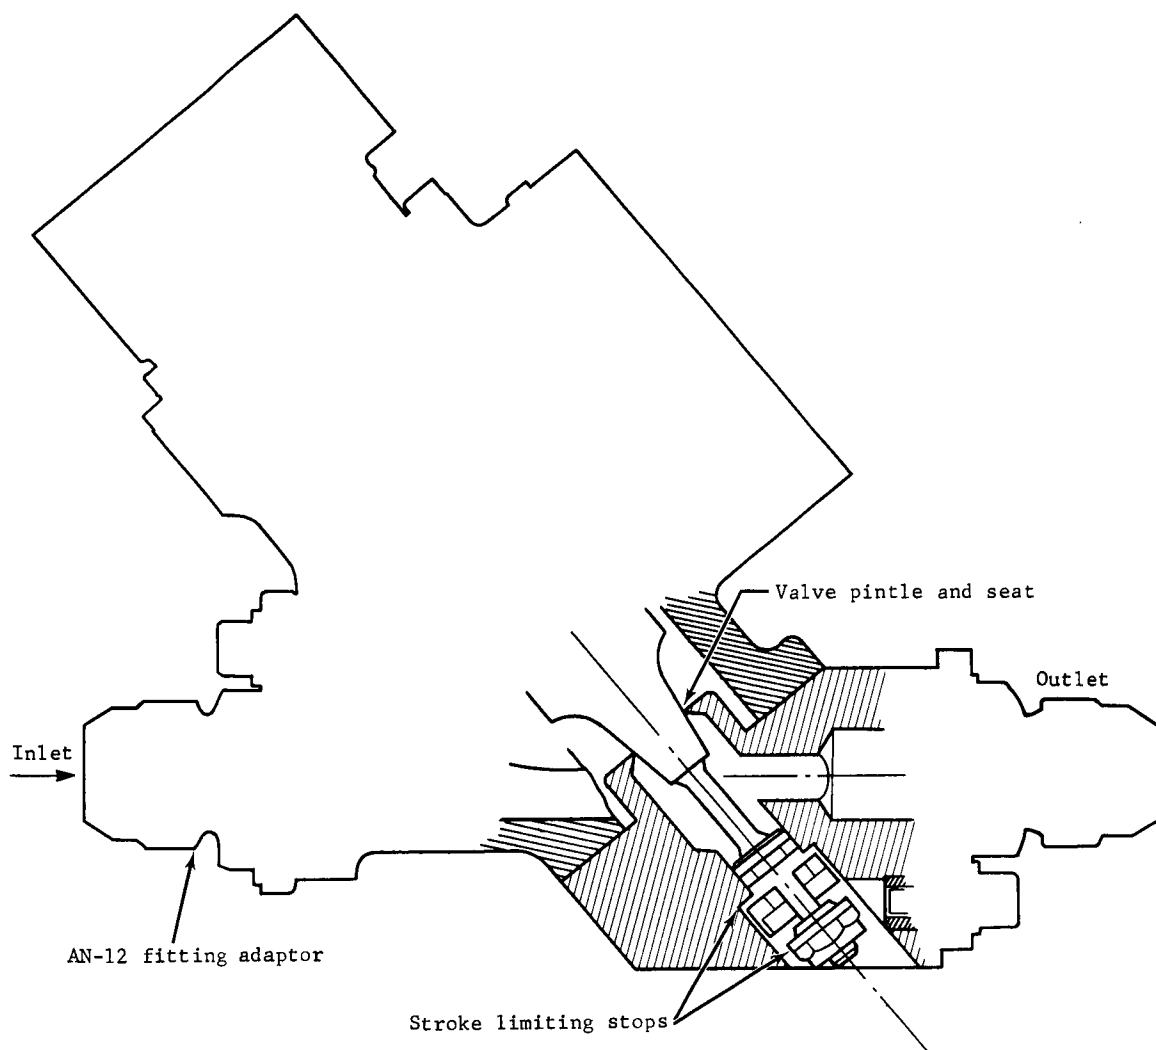 Valve pintle and seat
Outlet
Inlet
AN-12 fitting adaptor
Stroke limiting stops